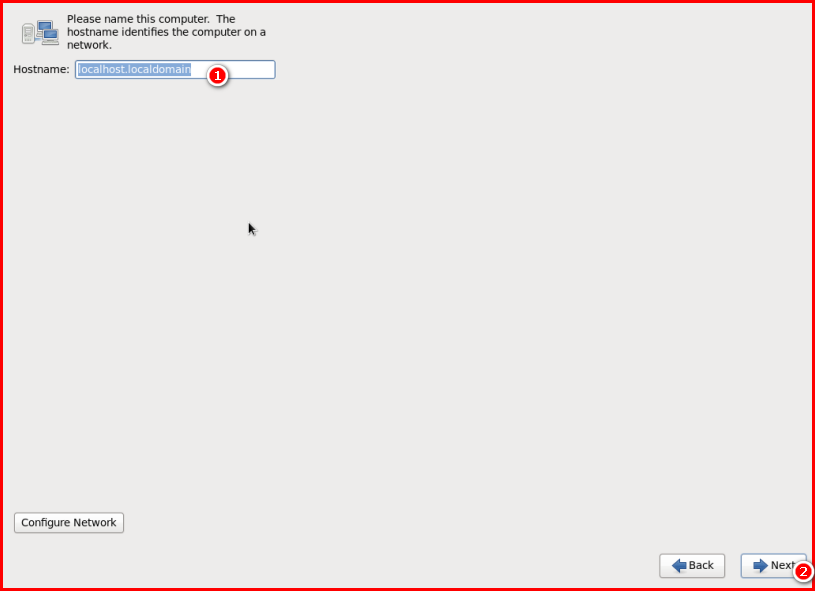 Please name this computer.  The
hostname identifies the computer on a
network.
Hostname: localhost.localdomain 1
Configure Network
Back Next 2